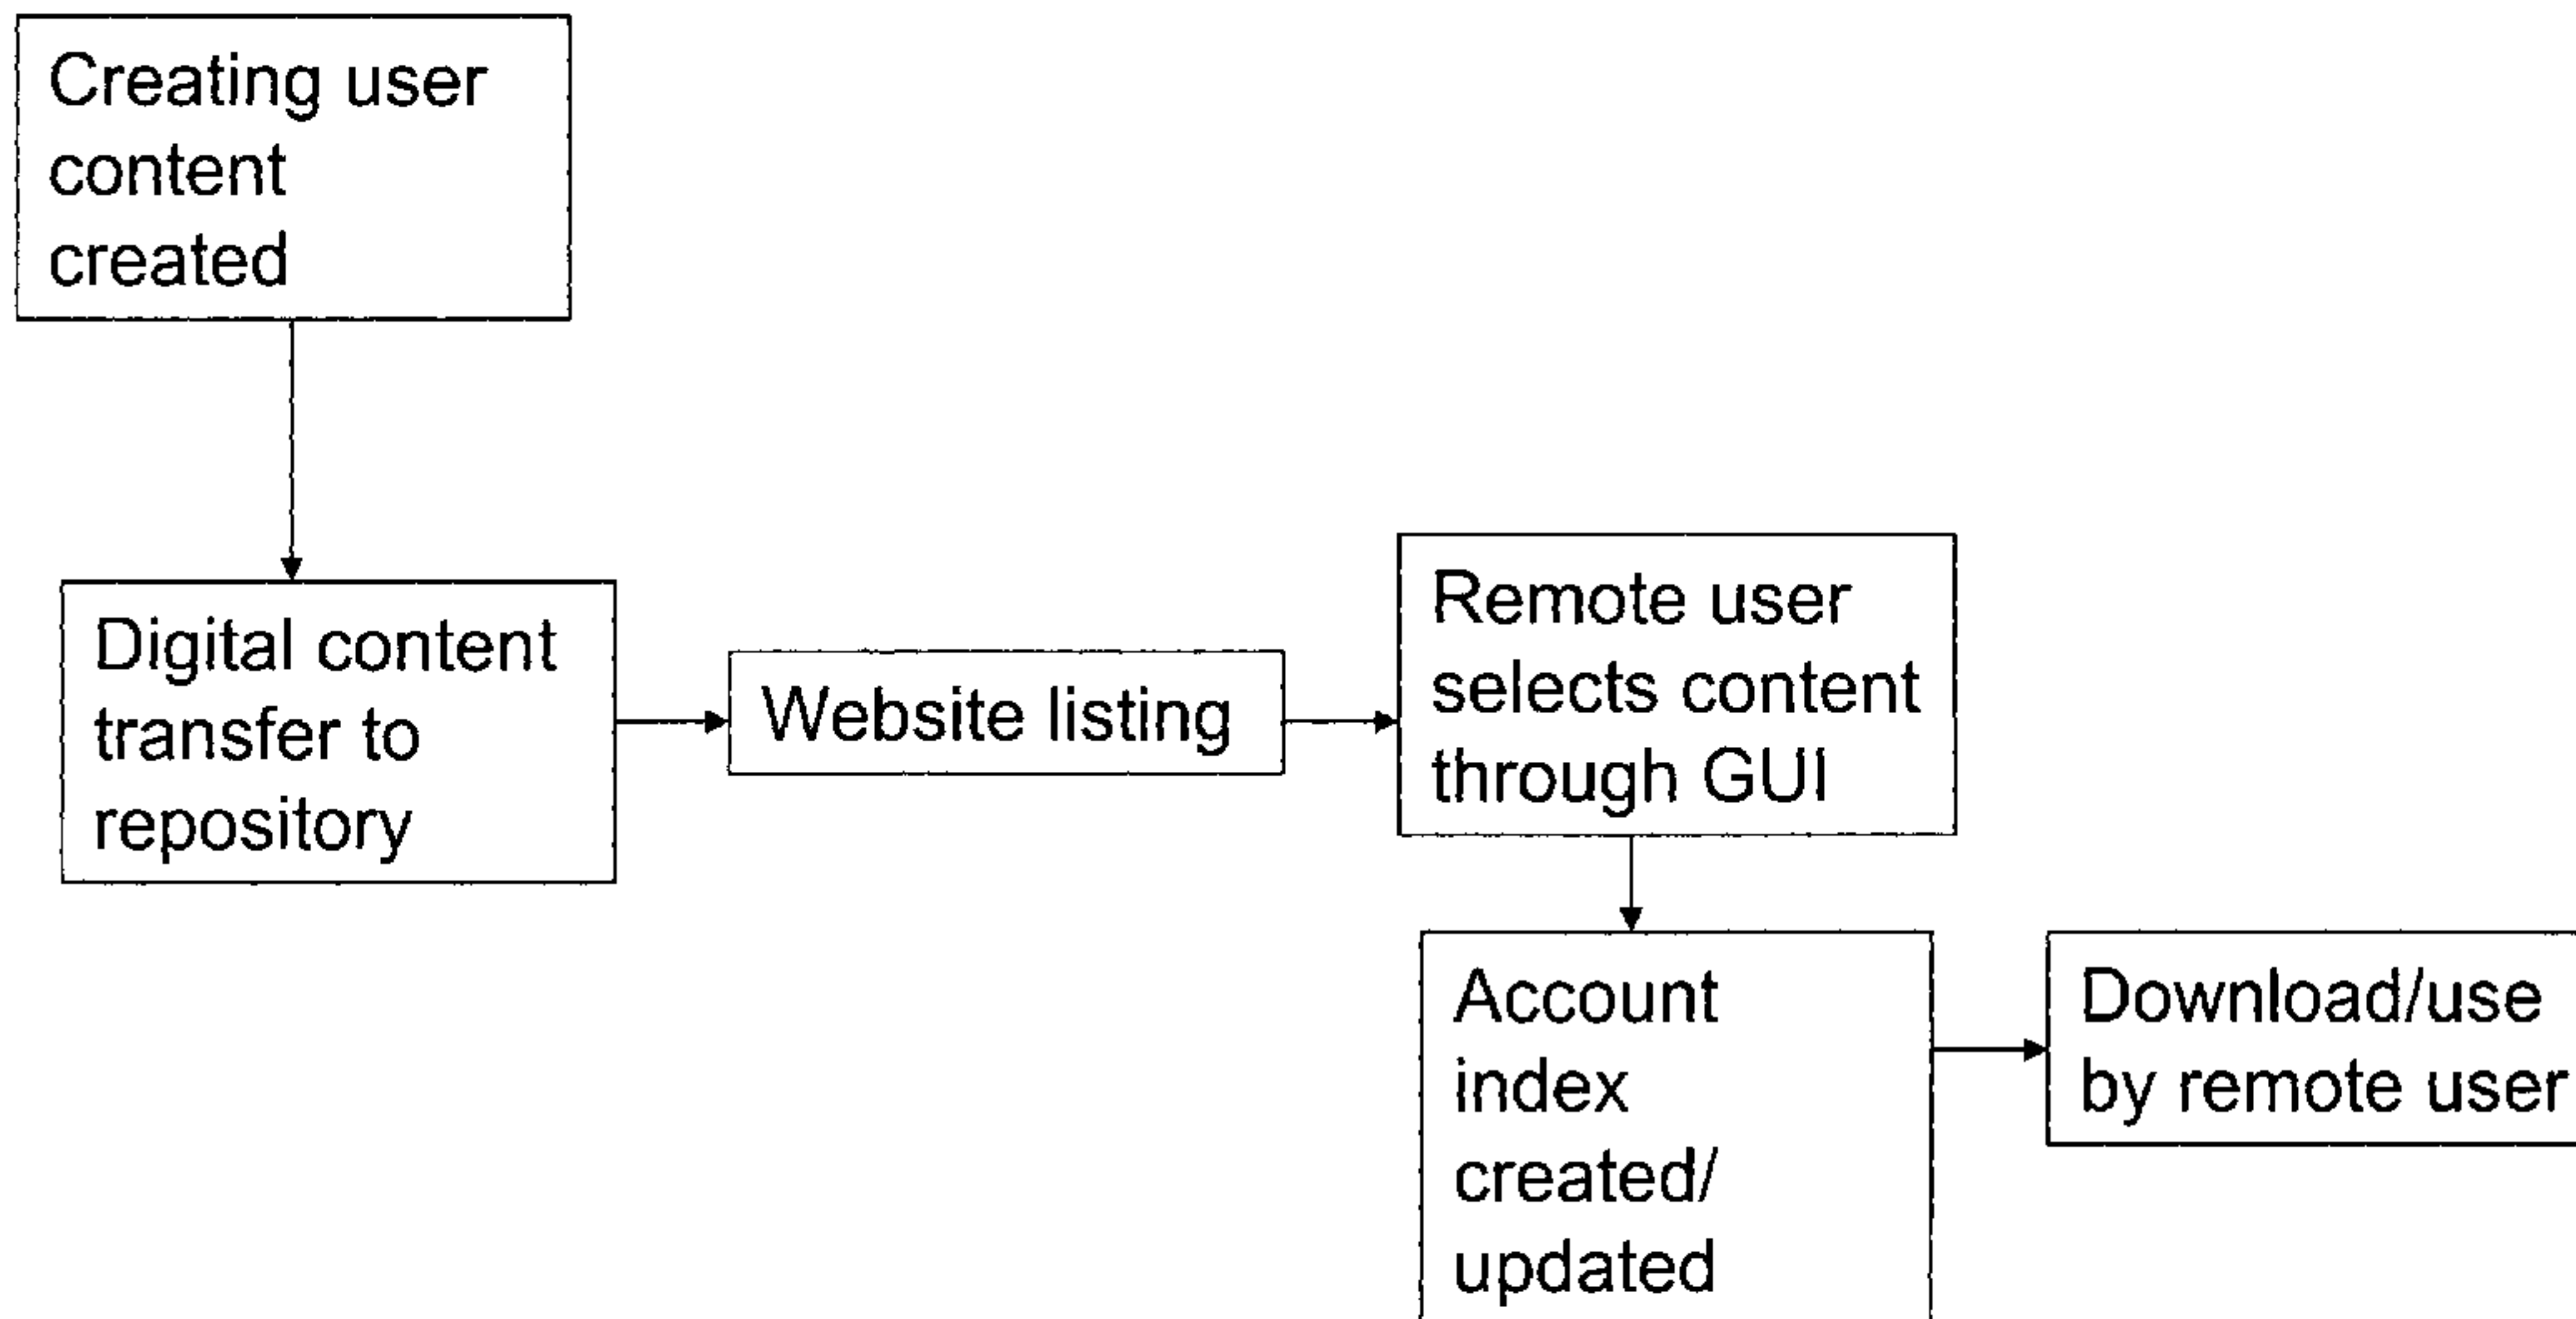 Creating user
content
created
Digital content
transfer to
repository
Website listing
Remote user
selects content
through GUI
Account
index
created/
updated
Download/use
by remote user